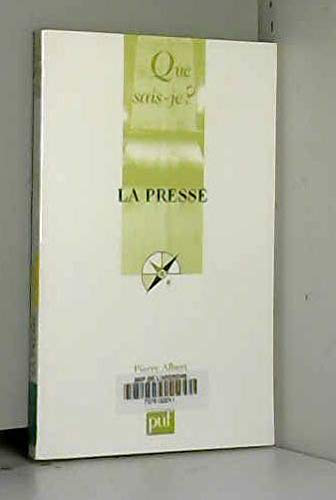 Que
sais-je?
LA PRESSE
Pierre Albert
puf